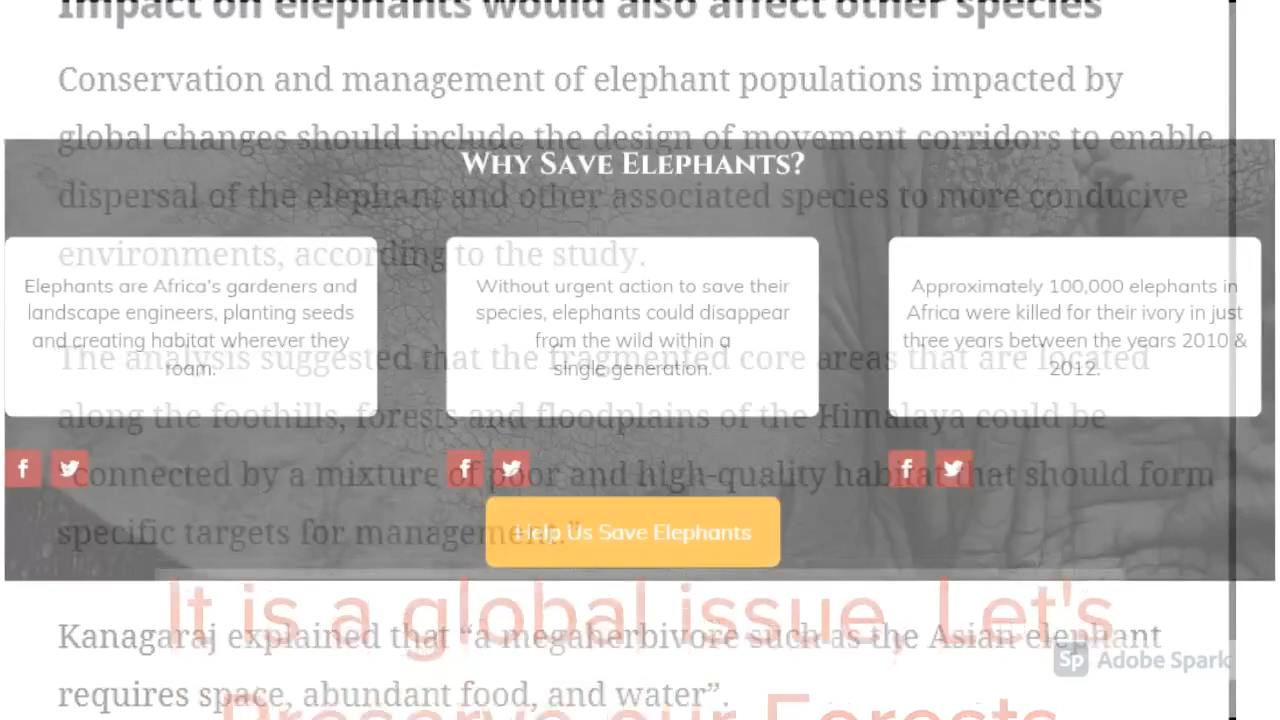 Impact on elephants would also affect other species
Conservation and management of elephant populations impacted by
global changes should include the design of movement corridors to enable
dispersal of the elephant and other associated species to more conducive
environments, according to the study.
The analysis suggested that the fragmented core areas that are located
along the foothills, forests and floodplains of the Himalaya could be
"connected by a mixture of poor and high-quality habitat that should form
specific targets for management."
Kanagaraj explained that “a megaherbivore such as the Asian elephant
requires space, abundant food, and water”.
WHY SAVE ELEPHANTS?
Elephants are Africa's gardeners and
landscape engineers, planting seeds
and creating habitat wherever they
roam.
Without urgent action to save their
species, elephants could disappear
from the wild within a
single generation.
Approximately 100,000 elephants in
Africa were killed for their ivory in just
three years between the years 2010 &
2012.
Help Us Save Elephants
It is a global issue, Let's
Preserve our Forests
Sp Adobe Spark